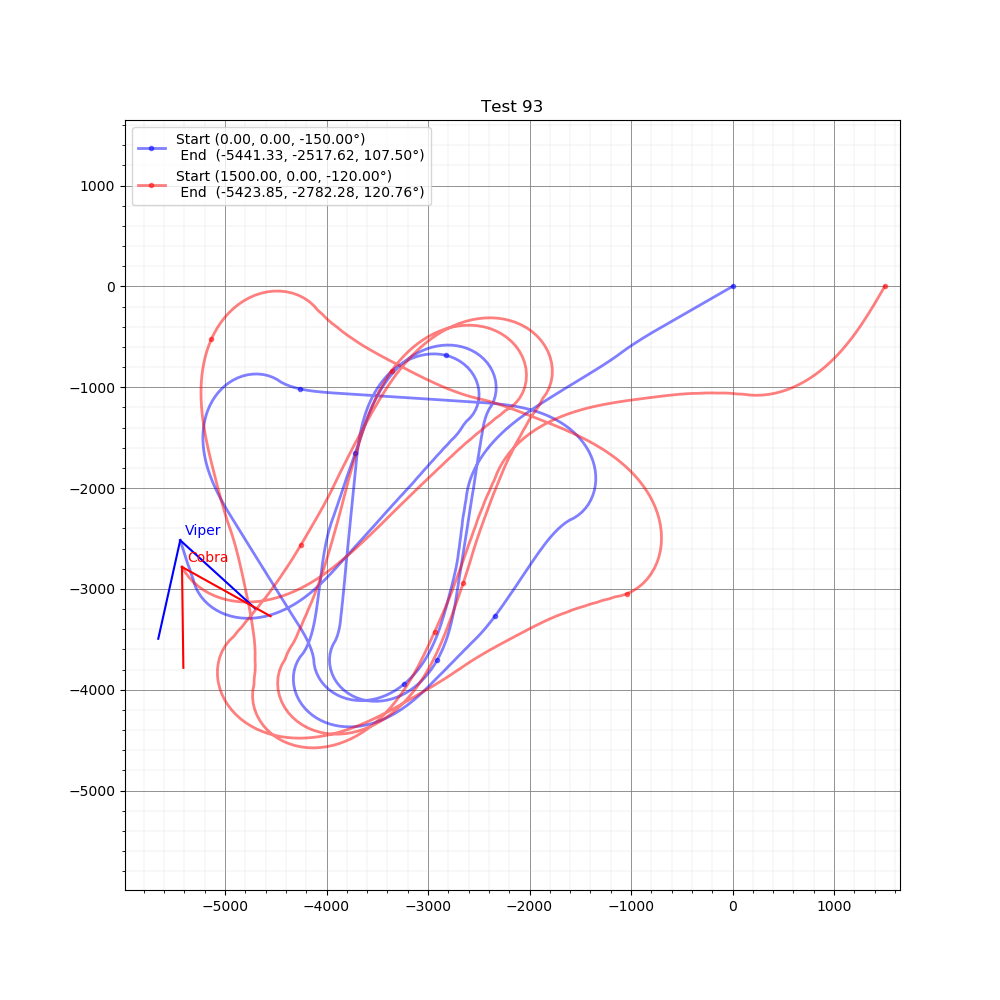 Test 93
Start (0.00, 0.00, -150.00°)
End (-5441.33, -2517.62, 107.50°)
Start (1500.00, 0.00, -120.00°)
End (-5423.85, -2782.28, 120.76°)
1000
0
−1000
−2000
−3000
−4000
−5000
Viper
Cobra
−5000 −4000 −3000 −2000 −1000 0 1000